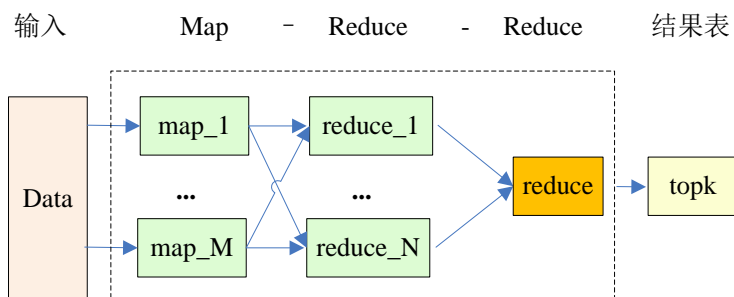 输入 Map - Reduce - Reduce 结果表
map_1 reduce_1
Data ... ... reduce topk
map_M reduce_N